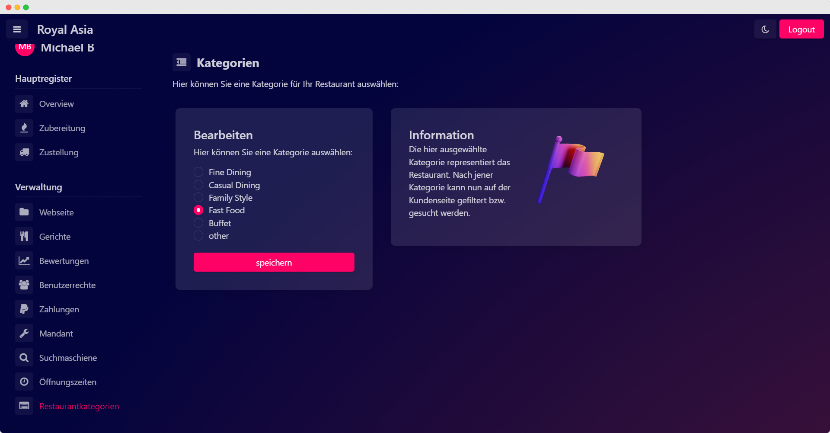 Royal Asia
Logout
MB
Michael B
Hauptregister
Overview
Zubereitung
Zustellung
Verwaltung
Webseite
Gerichte
Bewertungen
Benutzerrechte
Zahlungen
Mandant
Suchmaschiene
Öffnungszeiten
Restaurantkategorien
Kategorien
Hier können Sie eine Kategorie für Ihr Restaurant auswählen:
Bearbeiten
Hier können Sie eine Kategorie auswählen:
Fine Dining
Casual Dining
Family Style
Fast Food
Buffet
other
speichern
Information
Die hier ausgewählte
Kategorie representiert das
Restaurant. Nach jener
Kategorie kann nun auf der
Kundenseite gefiltert bzw.
gesucht werden.